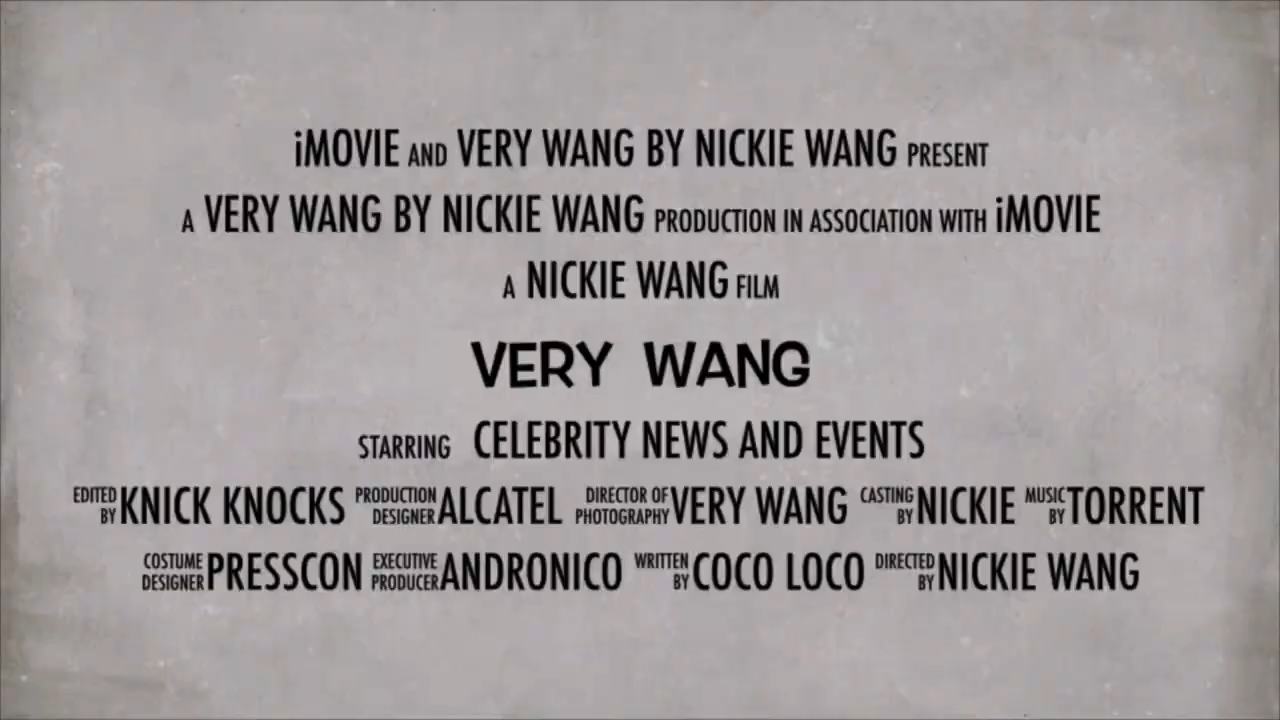 iMOVIE AND VERY WANG BY NICKIE WANG PRESENT
A VERY WANG BY NICKIE WANG PRODUCTION IN ASSOCIATION WITH iMOVIE
A NICKIE WANG FILM
VERY WANG
STARRING CELEBRITY NEWS AND EVENTS
EDITED BY KNICK KNOCKS PRODUCTION DESIGNER ALCATEL DIRECTOR OF PHOTOGRAPHY VERY WANG CASTING BY NICKIE MUSIC BY TORRENT
COSTUME DESIGNER PRESSCON EXECUTIVE PRODUCER ANDRONICO WRITTEN BY COCO LOCO DIRECTED BY NICKIE WANG